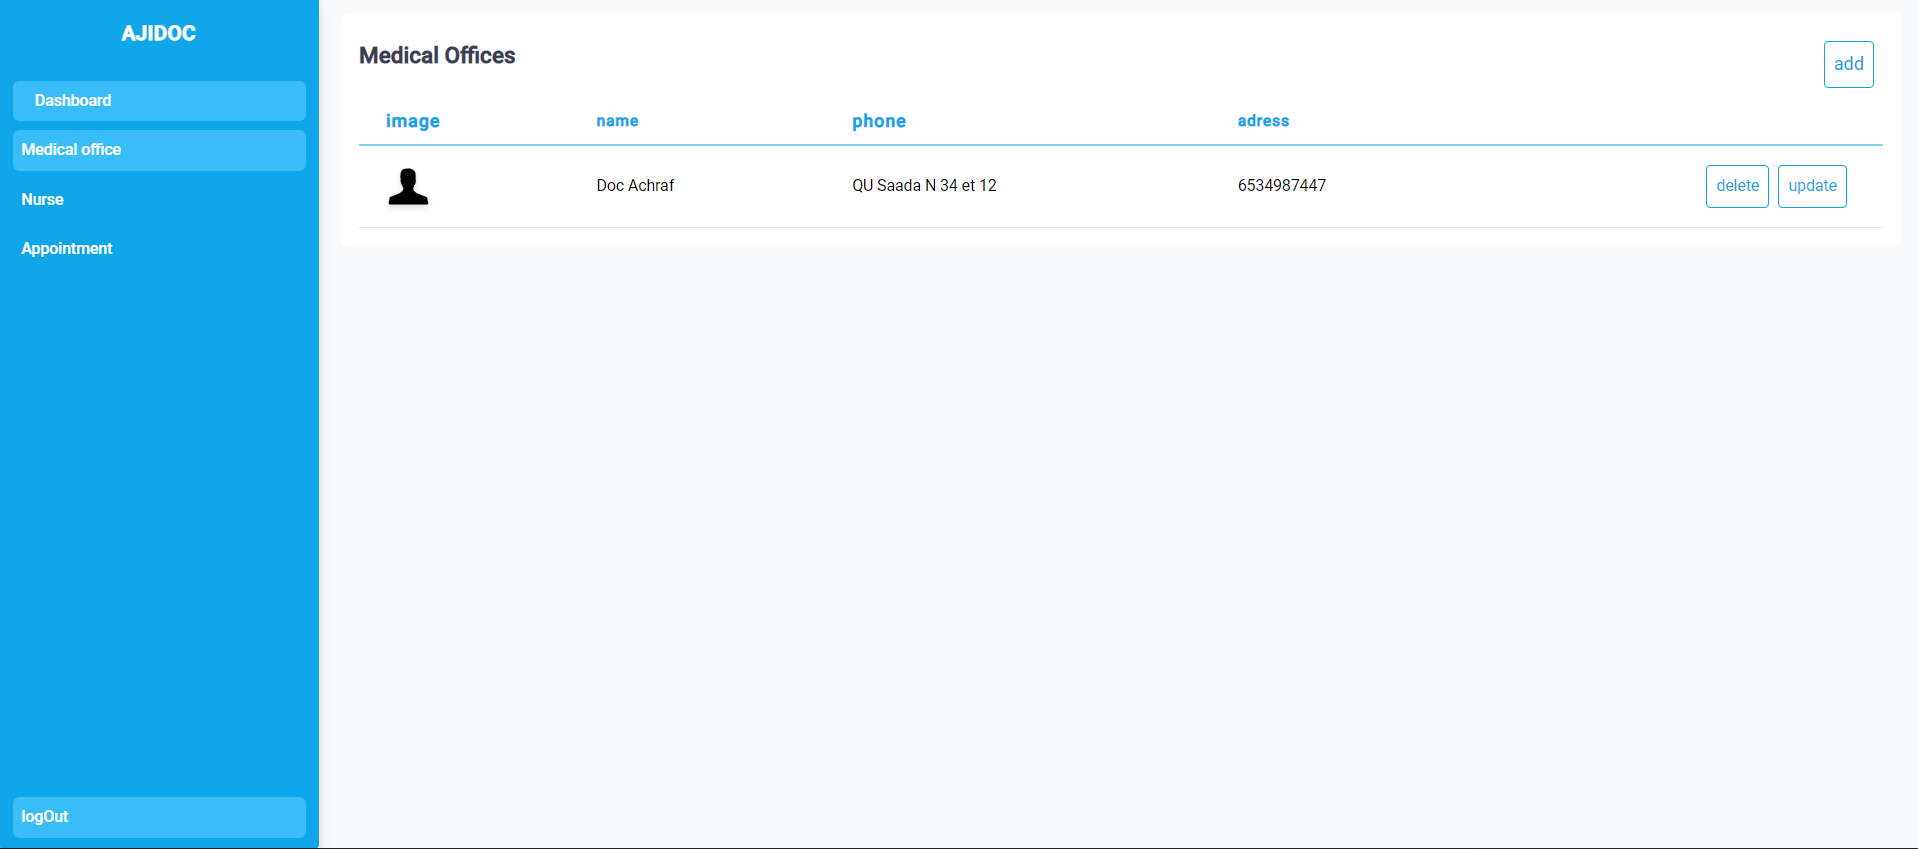 AJIDOC
Dashboard
Medical office
Nurse
Appointment
logOut
Medical Offices
add
image name phone adress
Doc Achraf QU Saada N 34 et 12 6534987447 delete update